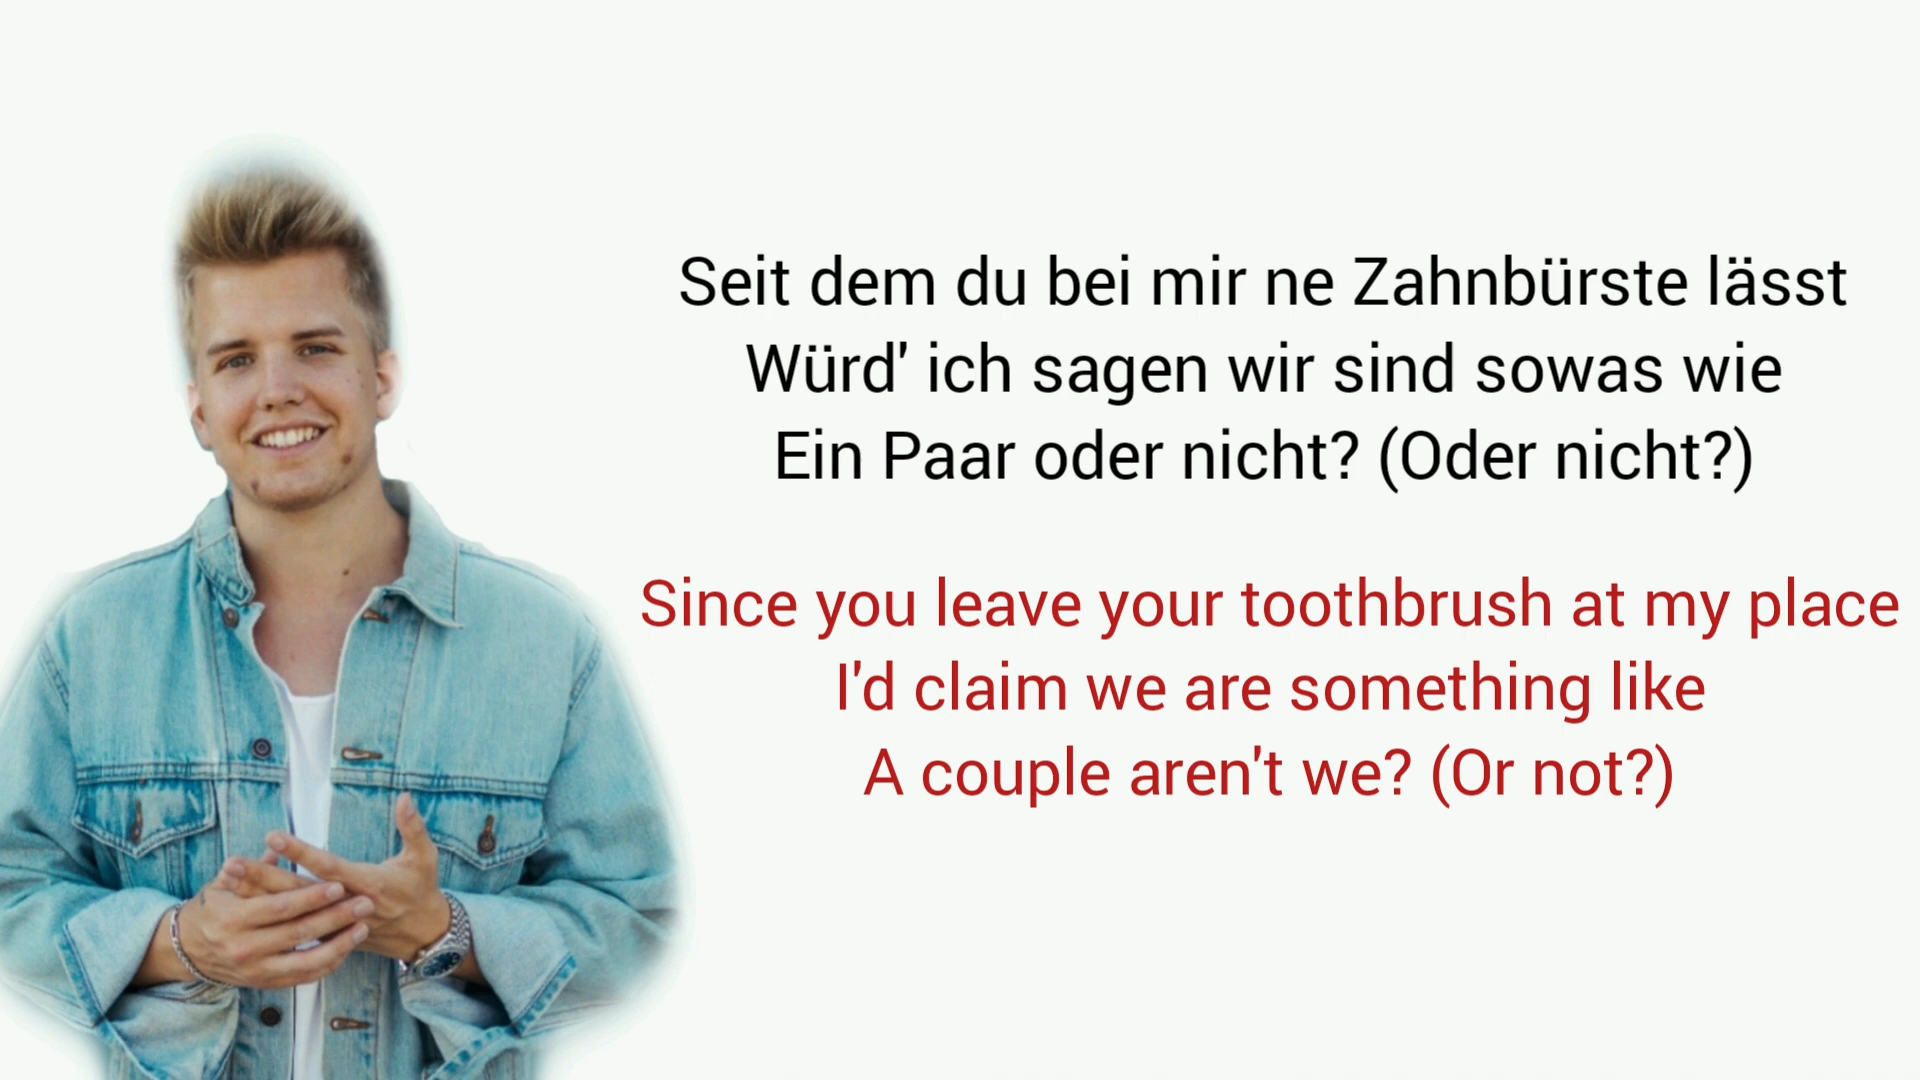 Seit dem du bei mir ne Zahnbürste lässt
Würd' ich sagen wir sind sowas wie
Ein Paar oder nicht? (Oder nicht?)
Since you leave your toothbrush at my place
I'd claim we are something like
A couple aren't we? (Or not?)